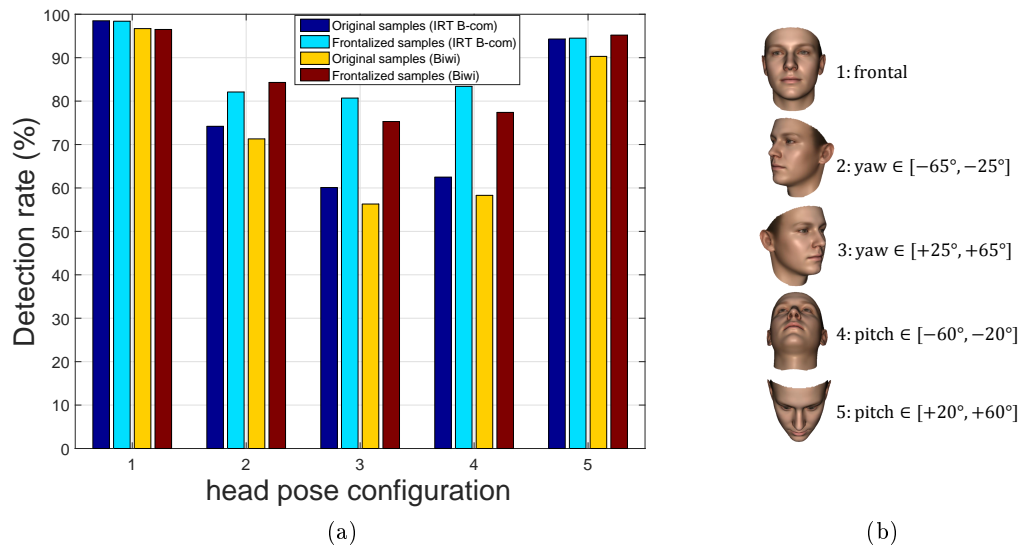 100
90
80
70
60
50
40
30
20
10
0
Detection rate (%)
Original samples (IRT B-com)
Frontalized samples (IRT B-com)
Original samples (Biwi)
Frontalized samples (Biwi)
1 2 3 4 5
head pose configuration
(a)
1: frontal
2: yaw ∈ [−65°, −25°]
3: yaw ∈ [+25°, +65°]
4: pitch ∈ [−60°, −20°]
5: pitch ∈ [+20°, +60°]
(b)